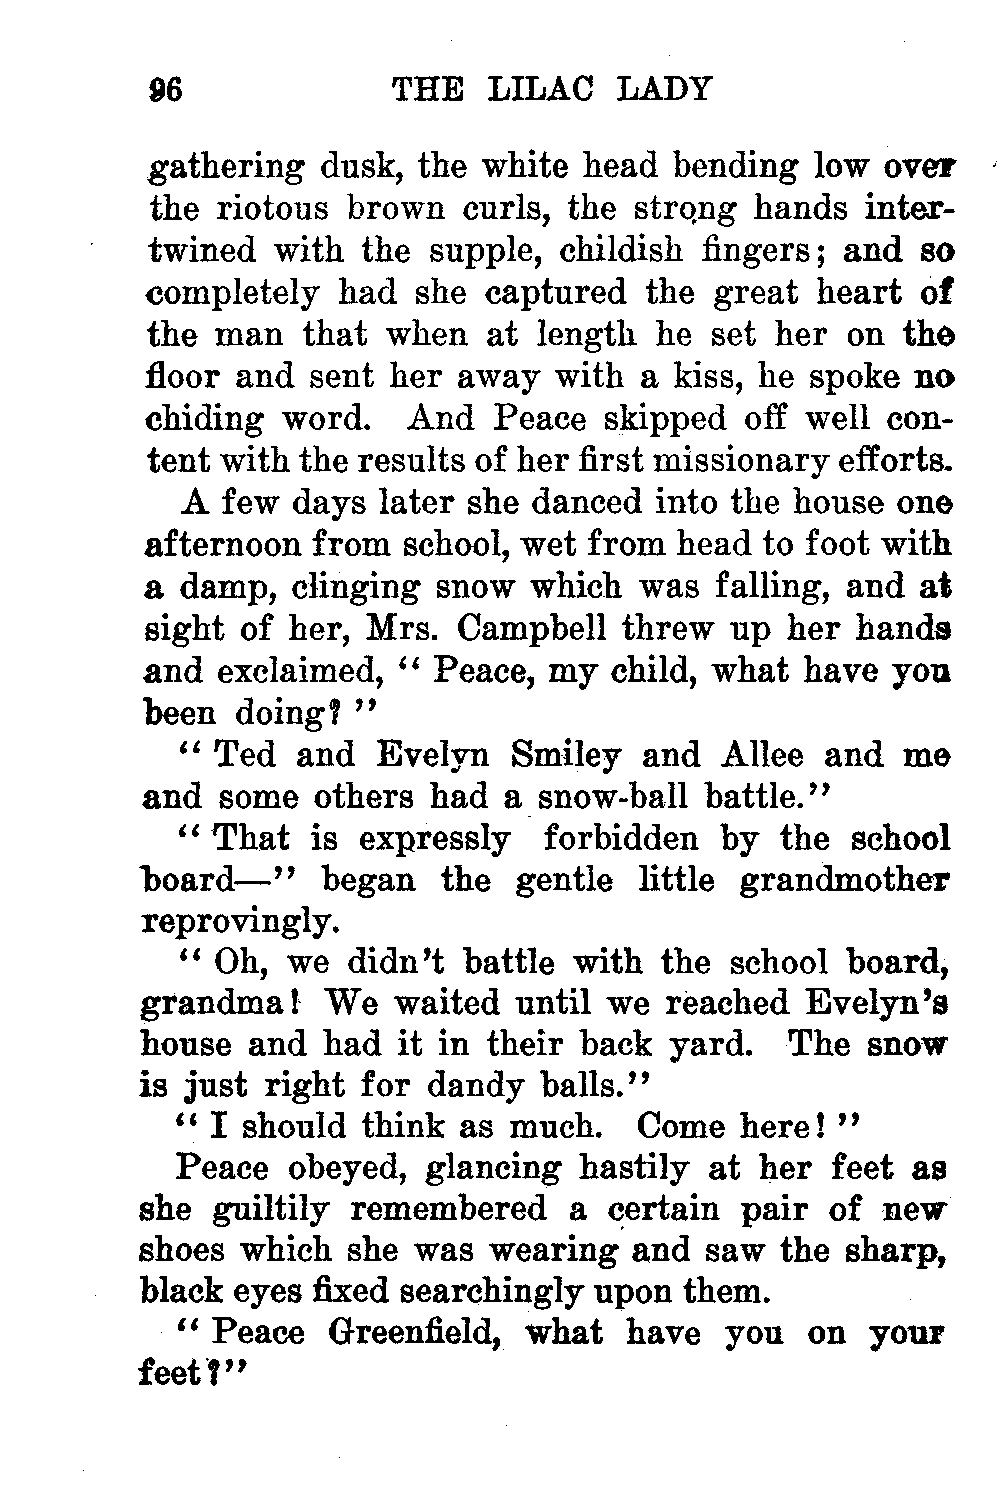 96 THE LILAC LADY
gathering dusk, the white head bending low over
the riotous brown curls, the strong hands inter-
twined with the supple, childish fingers; and so
completely had she captured the great heart of
the man that when at length he set her on the
floor and sent her away with a kiss, he spoke no
chiding word. And Peace skipped off well con-
tent with the results of her first missionary efforts.
A few days later she danced into the house one
afternoon from school, wet from head to foot with
a damp, clinging snow which was falling, and at
sight of her, Mrs. Campbell threw up her hands
and exclaimed, “ Peace, my child, what have you
been doing? ”
“ Ted and Evelyn Smiley and Allee and me
and some others had a snow-ball battle.”
“ That is expressly forbidden by the school
board—” began the gentle little grandmother
reprovingly.
“ Oh, we didn’t battle with the school board,
grandma! We waited until we reached Evelyn’s
house and had it in their back yard. The snow
is just right for dandy balls.”
“ I should think as much. Come here! ”
Peace obeyed, glancing hastily at her feet as
she guiltily remembered a certain pair of new
shoes which she was wearing and saw the sharp,
black eyes fixed searchingly upon them.
“ Peace Greenfield, what have you on your
feet?”